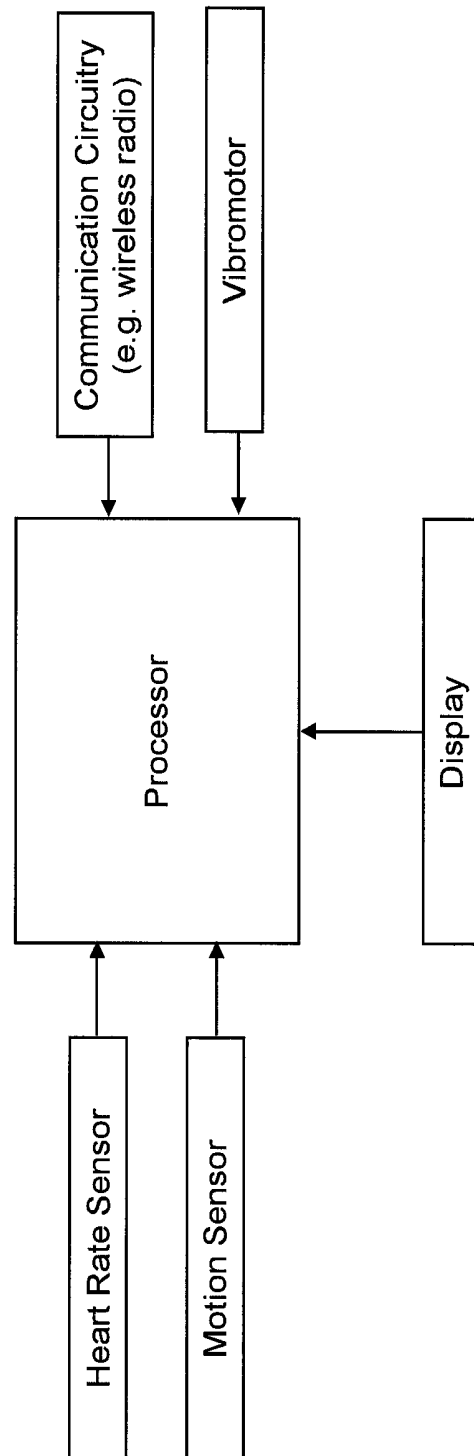 Heart Rate Sensor
Motion Sensor
Processor
Communication Circuitry
(e.g. wireless radio)
Vibromotor
Display